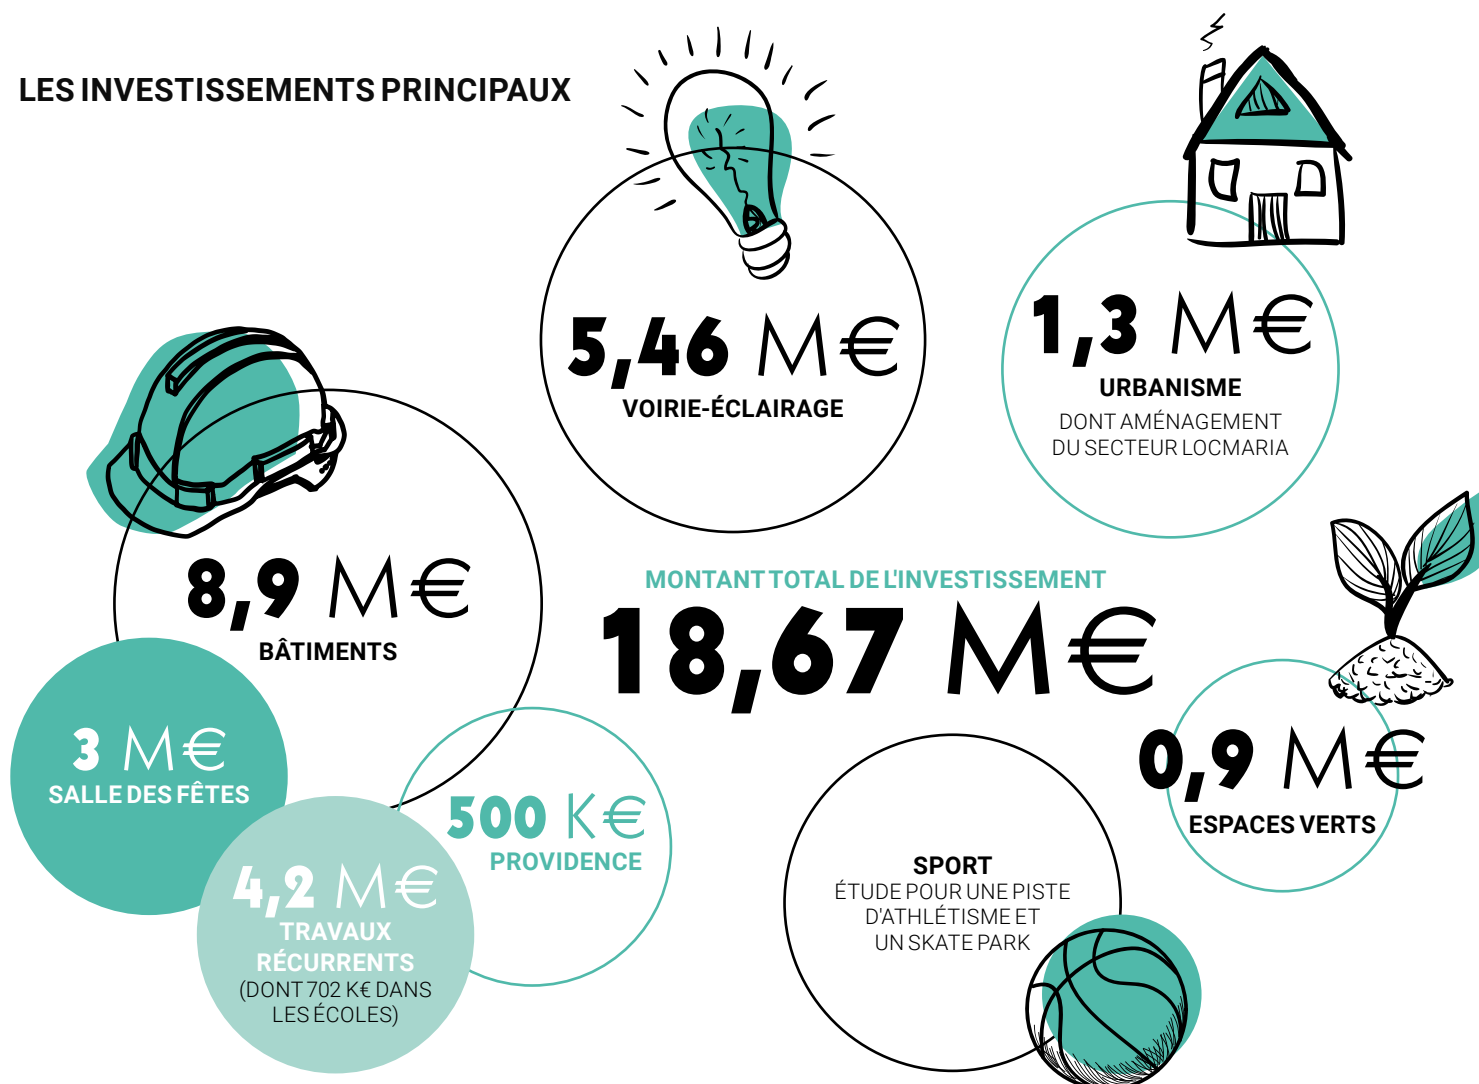 LES INVESTISSEMENTS PRINCIPAUX
5,46 M€
VOIRIE-ÉCLAIRAGE
1,3 M€
URBANISME
DONT AMÉNAGEMENT
DU SECTEUR LOCMARIA
8,9 M€
BÂTIMENTS
MONTANT TOTAL DE L'INVESTISSEMENT
18,67 M€
3 M€
SALLE DES FÊTES
500 K€
PROVIDENCE
4,2 M€
TRAVAUX
RÉCURRENTS
(DONT 702 K€ DANS
LES ÉCOLES)
0,9 M€
ESPACES VERTS
SPORT
ÉTUDE POUR UNE PISTE
D'ATHLÉTISME ET
UN SKATE PARK